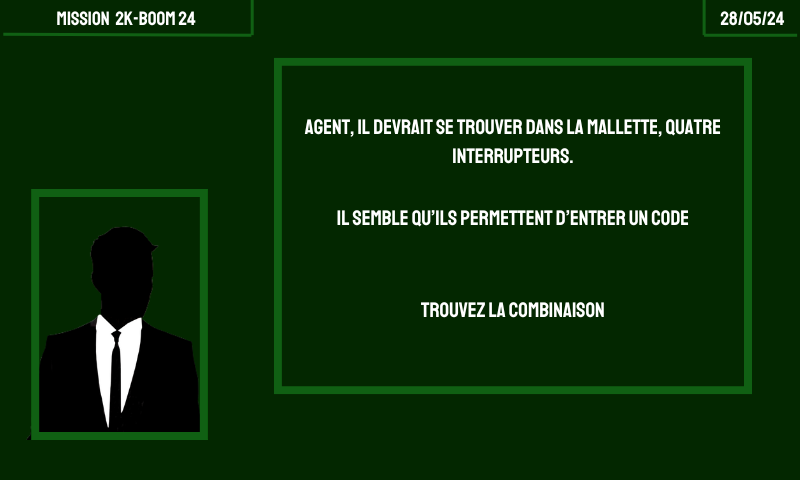 MISSION 2K-BOOM 24
28/05/24
AGENT, IL DEVRAIT SE TROUVER DANS LA MALLETTE, QUATRE
INTERRUPTEURS.
IL SEMBLE QU'ILS PERMETTENT D'ENTRER UN CODE
TROUVEZ LA COMBINAISON